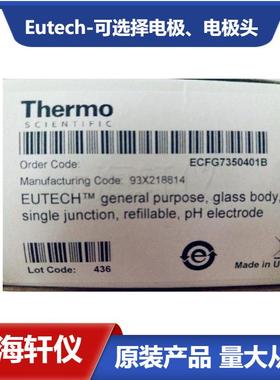 Eutech-可选择电极、电极头
Thermo
SCIENTIFIC
Order Code:
ECFG7350401B
Manufacturing Code: 93X218814
EUTECH™ general purpose, glass body,
single junction, refillable, pH electrode
Lot Code: 436
Made in U
海轩仪
原装产品 量大从